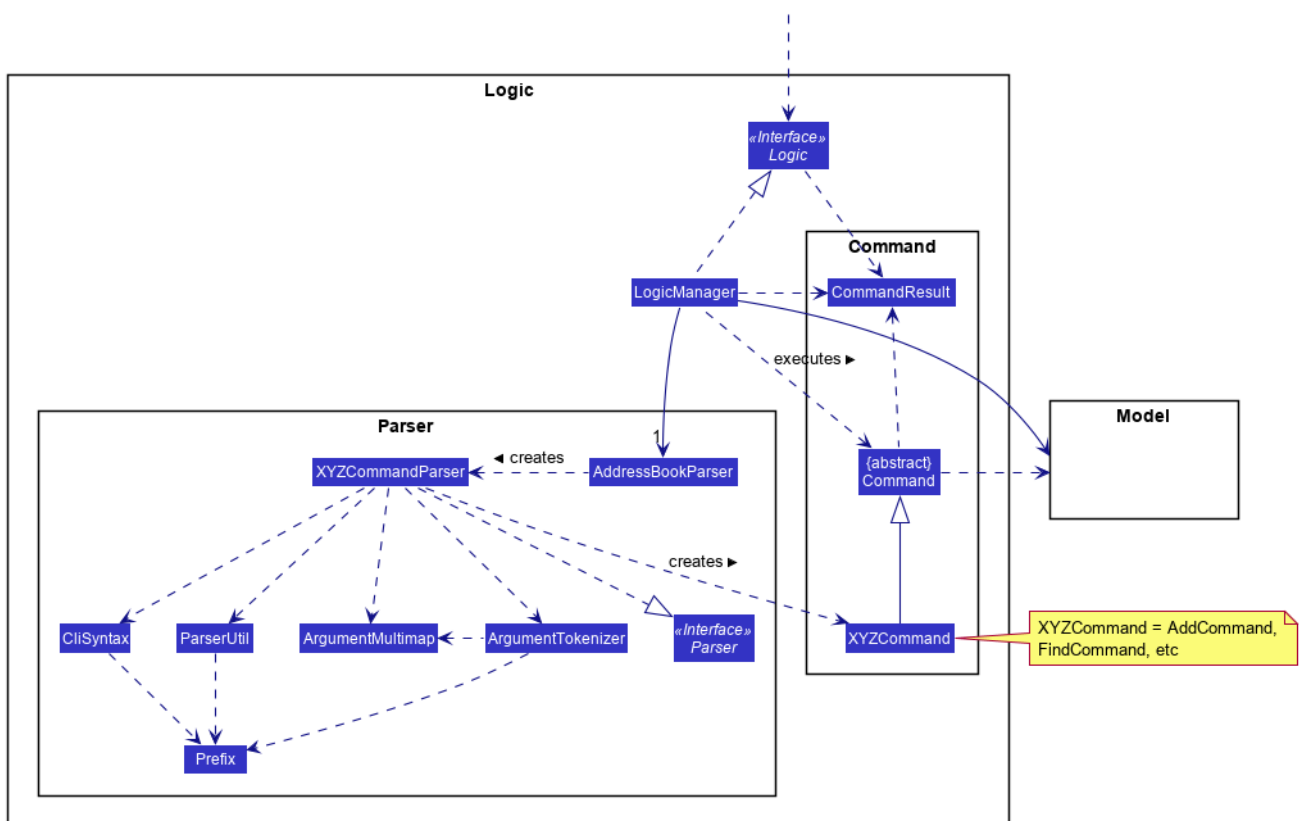 Logic
«Interface»
Logic
Command
LogicManager
CommandResult
executes ►
Parser
Model
1
XYZCommandParser
◄ creates
AddressBookParser
{abstract}
Command
creates ►
CliSyntax
ParserUtil
ArgumentMultimap
ArgumentTokenizer
«Interface»
Parser
XYZCommand
XYZCommand = AddCommand,
FindCommand, etc
Prefix